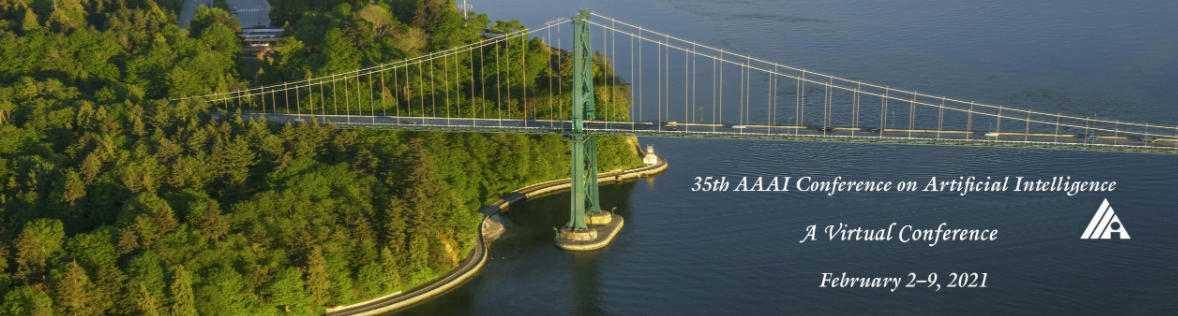 35th AAAI Conference on Artificial Intelligence
A Virtual Conference
February 2–9, 2021